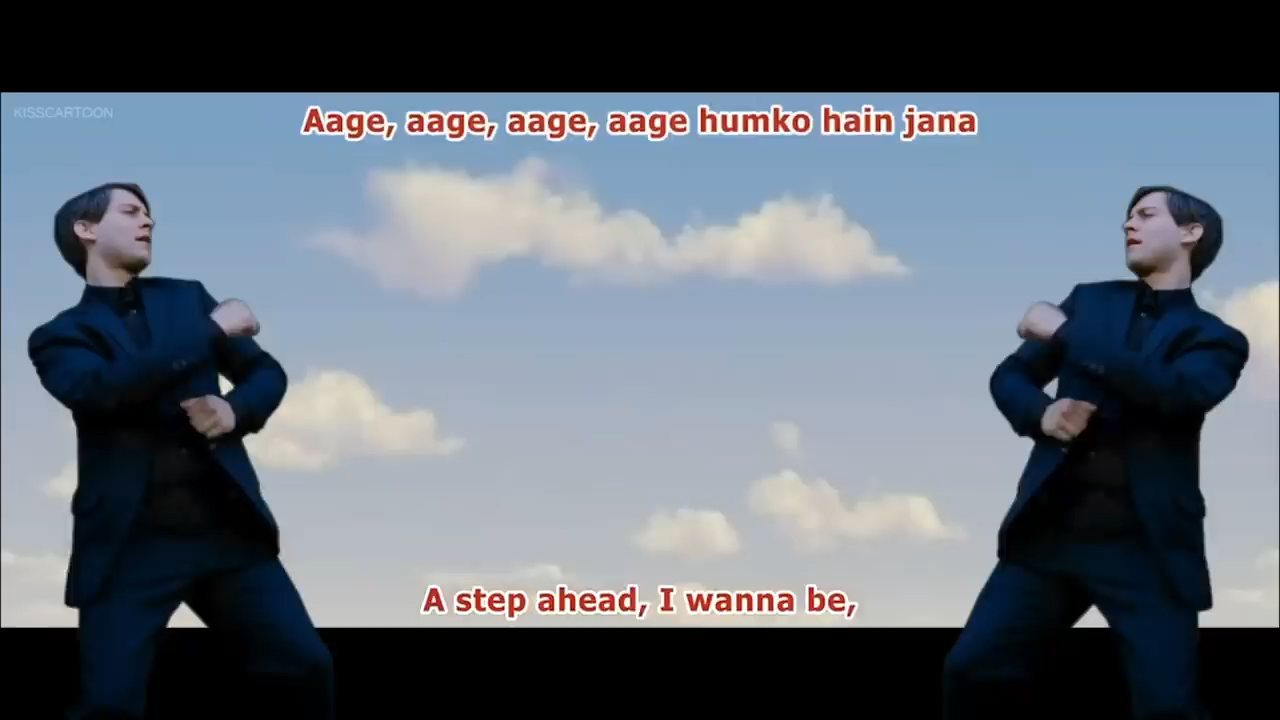 KISSCARTOON
Aage, aage, aage, aage humko hain jana
A step ahead, I wanna be,